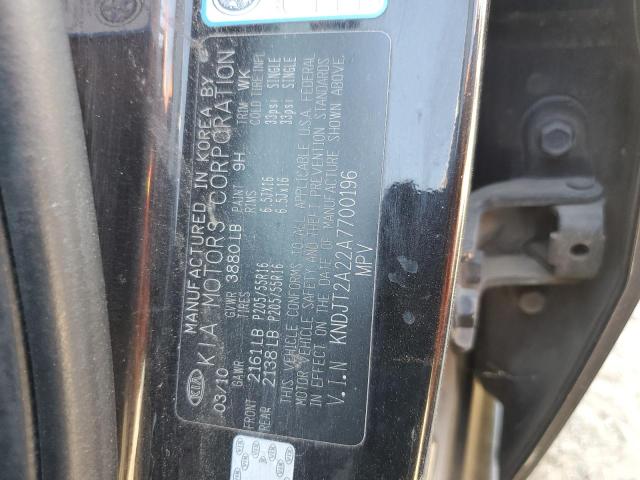 MANUFACTURED IN KOREA BY
KIA KIA MOTORS CORPORATION
03/10 GVWR 3880LB PAINT 9H TRIM WK
GAWR TIRES RIMS COLD TIRE INFL
FRONT 2161LB P205/55R16 6.5Jx16 33psi SINGLE
REAR 2138LB P205/55R16 6.5Jx16 33psi SINGLE
THIS VEHICLE CONFORMS TO ALL APPLICABLE U.S.A. FEDERAL
MOTOR VEHICLE SAFETY AND THEFT PREVENTION STANDARDS
IN EFFECT ON THE DATE OF MANUFACTURE SHOWN ABOVE.
V.I.N KNDJT2A22A7700196
MPV